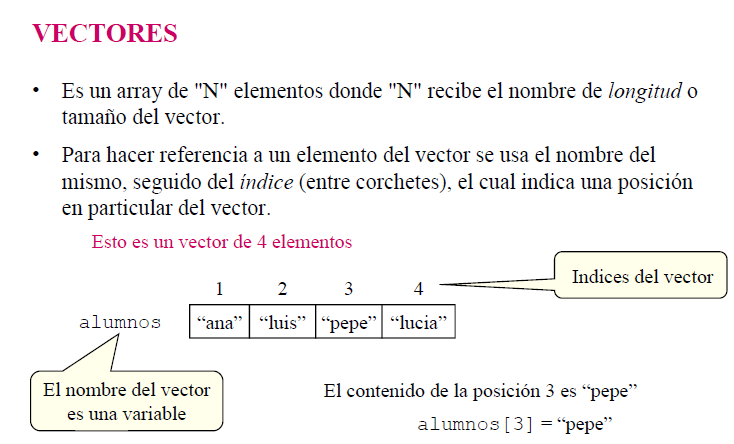 VECTORES
• Es un array de "N" elementos donde "N" recibe el nombre de longitud o
tamaño del vector.
• Para hacer referencia a un elemento del vector se usa el nombre del
mismo, seguido del índice (entre corchetes), el cual indica una posición
en particular del vector.
Esto es un vector de 4 elementos
Indices del vector
1 2 3 4
alumnos “ana” “luis” “pepe” “lucia”
El nombre del vector
es una variable
El contenido de la posición 3 es “pepe”
alumnos[3] = “pepe”